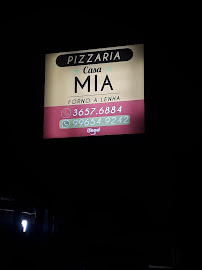 PIZZARIA
Casa
MIA
FORNO A LENHA
3657.6884
99654.9242